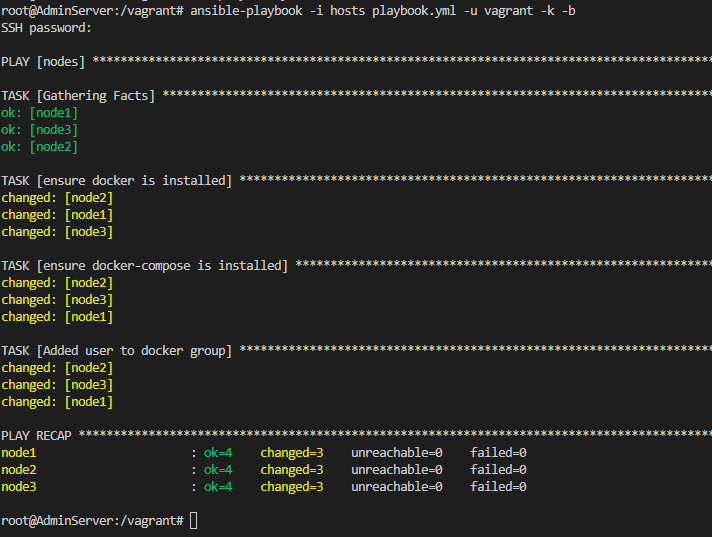 root@AdminServer:/vagrant# ansible-playbook -i hosts playbook.yml -u vagrant -k -b
SSH password:
PLAY [nodes] ****************************************************************************************
TASK [Gathering Facts] ******************************************************************************
ok: [node1]
ok: [node3]
ok: [node2]
TASK [ensure docker is installed] *******************************************************************
changed: [node2]
changed: [node1]
changed: [node3]
TASK [ensure docker-compose is installed] ***********************************************************
changed: [node2]
changed: [node3]
changed: [node1]
TASK [Added user to docker group] *******************************************************************
changed: [node2]
changed: [node3]
changed: [node1]
PLAY RECAP ******************************************************************************************
node1                      : ok=4    changed=3    unreachable=0    failed=0
node2                      : ok=4    changed=3    unreachable=0    failed=0
node3                      : ok=4    changed=3    unreachable=0    failed=0
root@AdminServer:/vagrant#